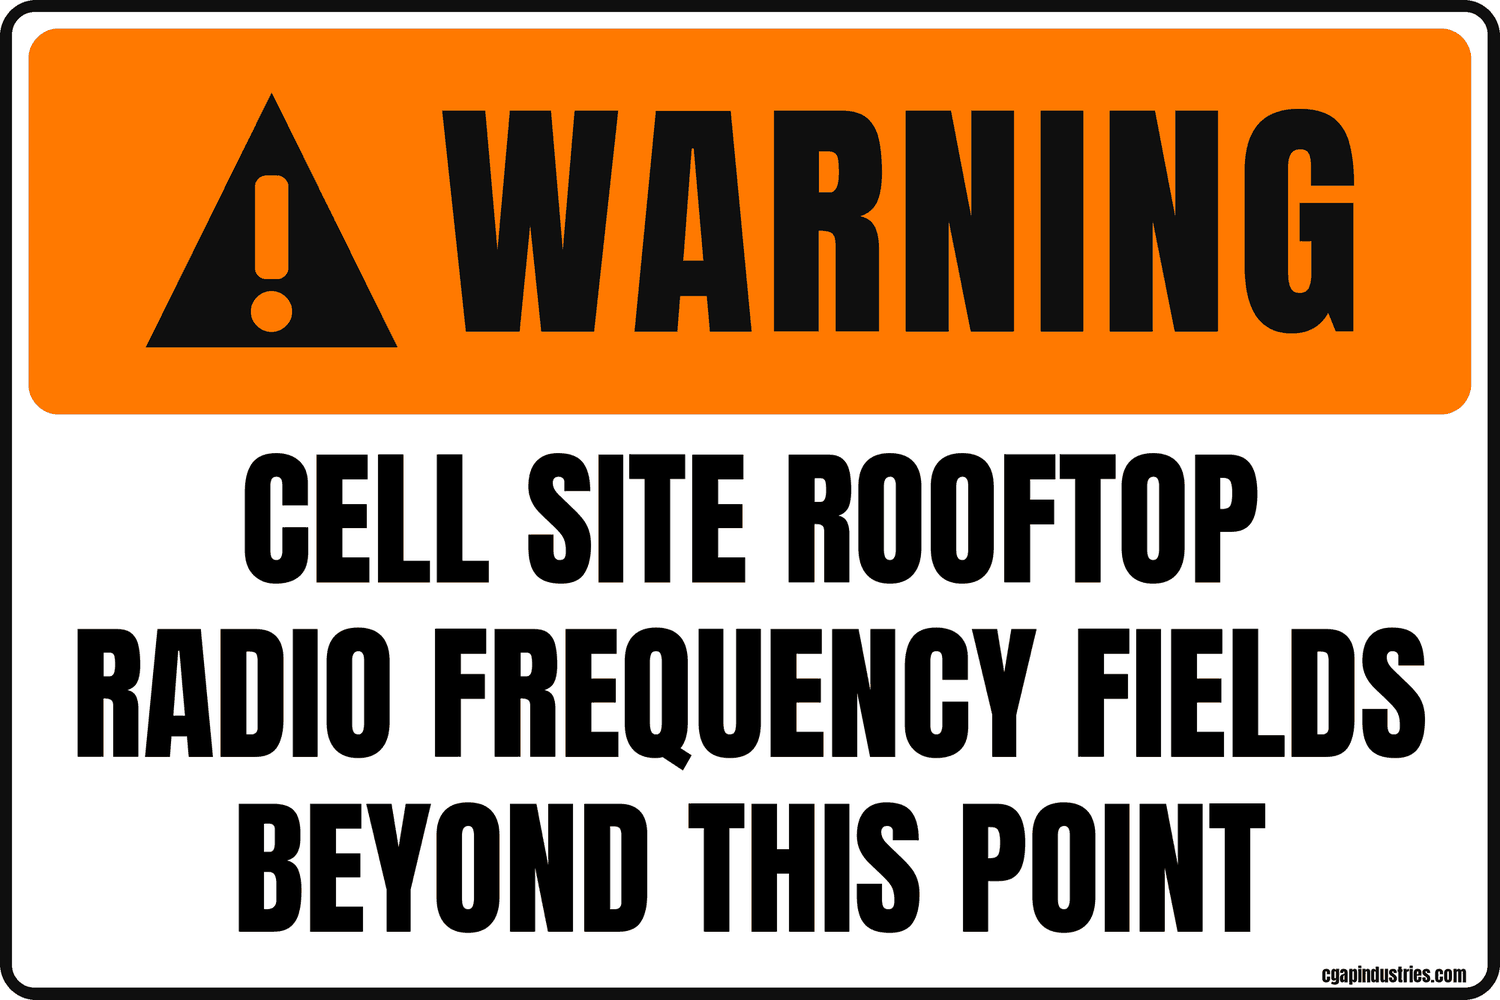 WARNING
CELL SITE ROOFTOP
RADIO FREQUENCY FIELDS
BEYOND THIS POINT
cgapindustries.com